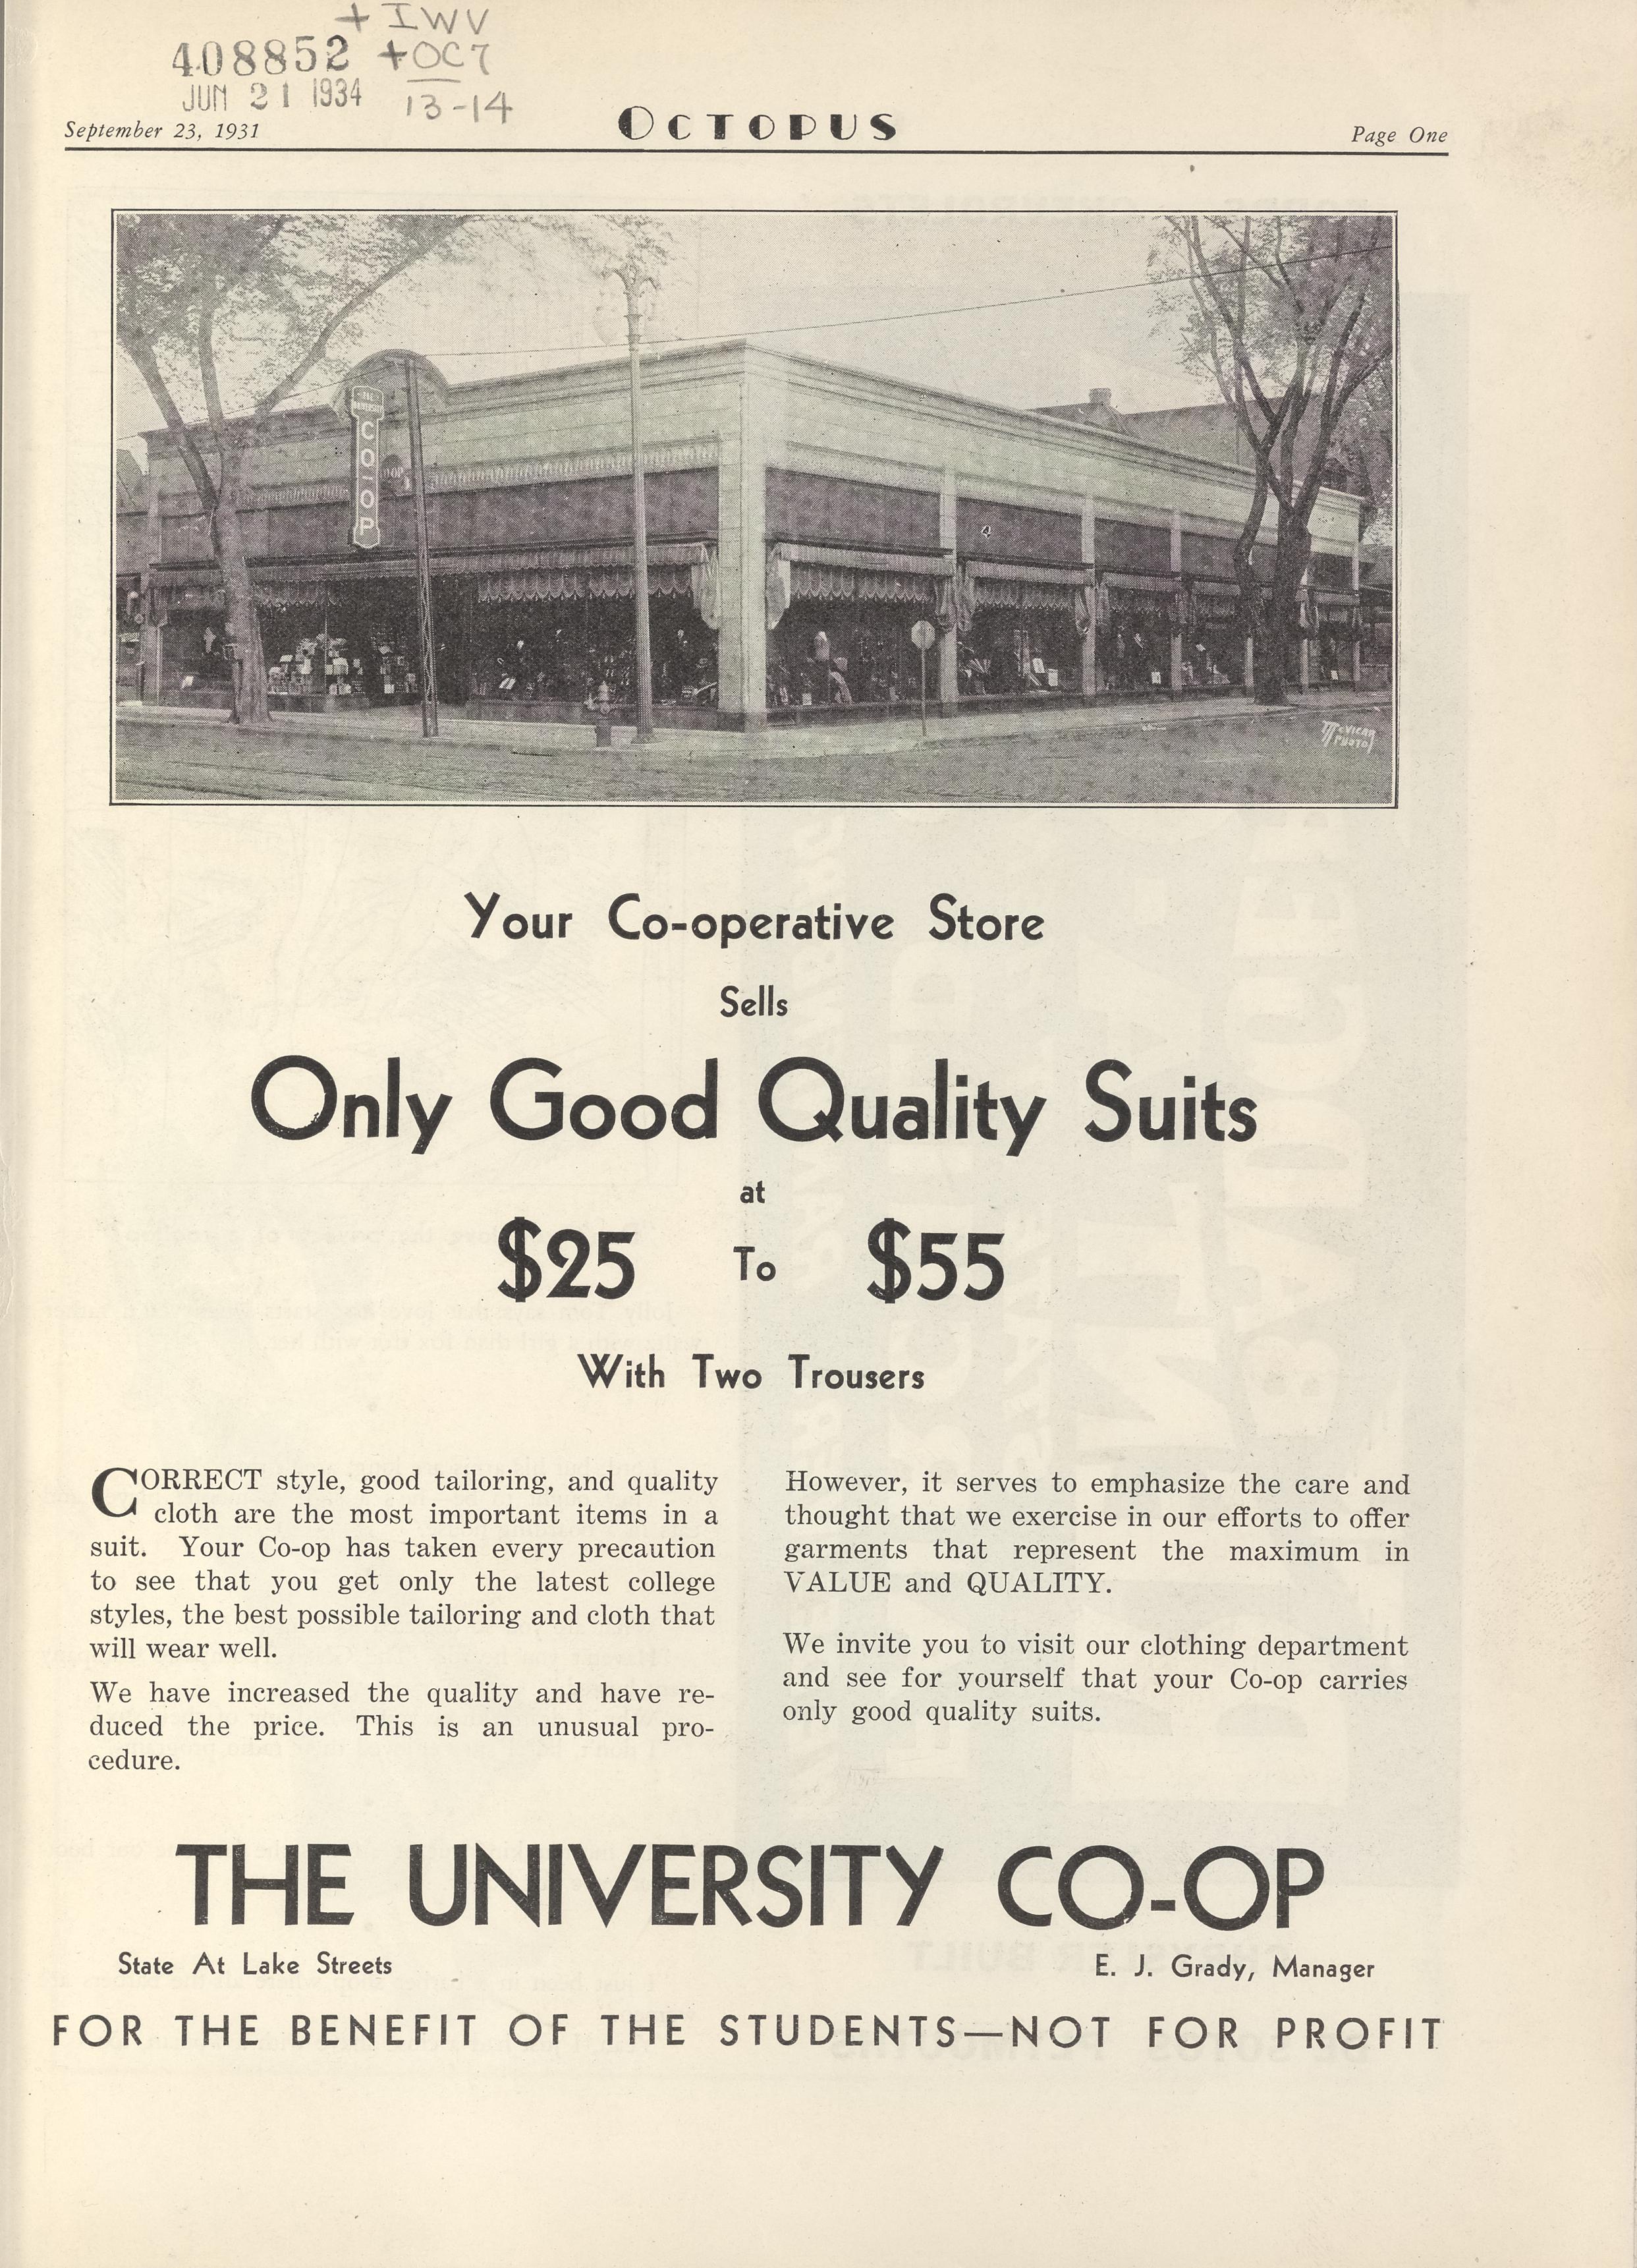 + IWV
408852 +OC7
JUN 21 1934 13-14
September 23, 1931 OCTOPUS Page One
THE
UNIVERSITY
CO-OP
McVICAR
PHOTO
Your Co-operative Store
Sells
Only Good Quality Suits
at
$25 To $55
With Two Trousers
CORRECT style, good tailoring, and quality
cloth are the most important items in a
suit. Your Co-op has taken every precaution
to see that you get only the latest college
styles, the best possible tailoring and cloth that
will wear well.
We have increased the quality and have re-
duced the price. This is an unusual pro-
cedure.
However, it serves to emphasize the care and
thought that we exercise in our efforts to offer
garments that represent the maximum in
VALUE and QUALITY.
We invite you to visit our clothing department
and see for yourself that your Co-op carries
only good quality suits.
THE UNIVERSITY CO-OP
State At Lake Streets E. J. Grady, Manager
FOR THE BENEFIT OF THE STUDENTS—NOT FOR PROFIT